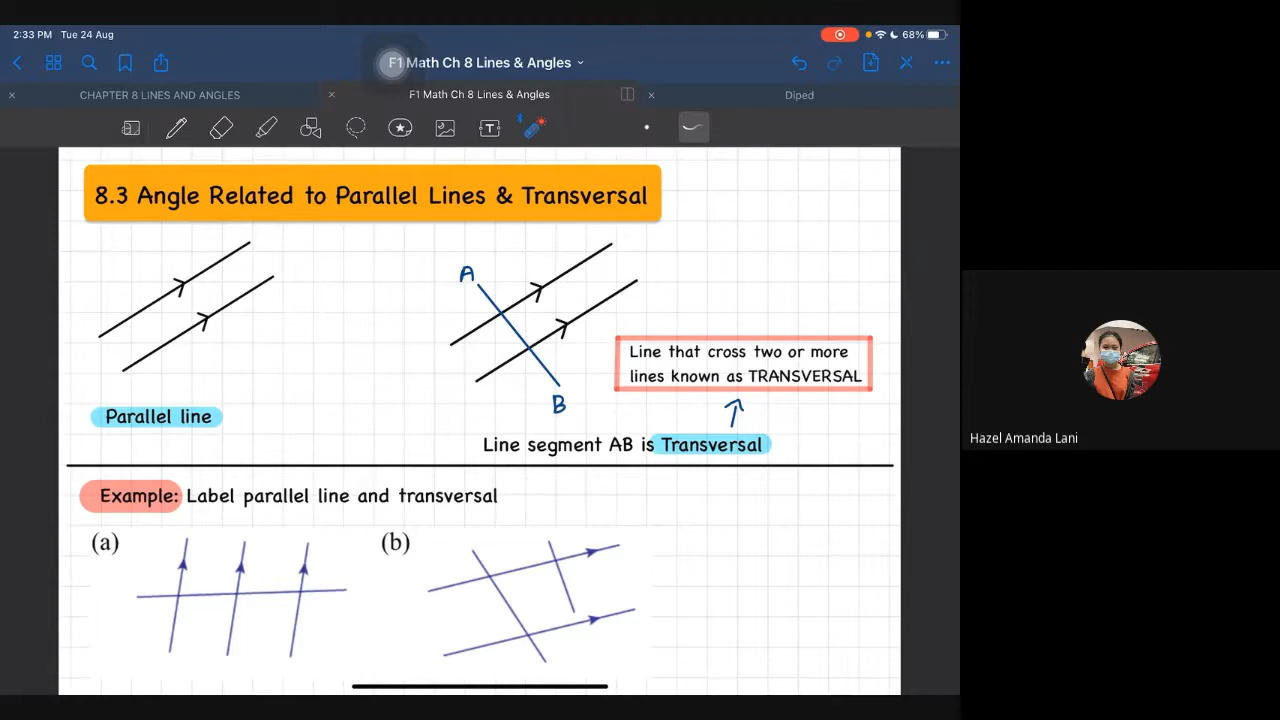 2:33 PM Tue 24 Aug
68%
F1 Math Ch 8 Lines & Angles
CHAPTER 8 LINES AND ANGLES
F1 Math Ch 8 Lines & Angles
Diped
T
8.3 Angle Related to Parallel Lines & Transversal
A
B
Line that cross two or more
lines known as TRANSVERSAL
Parallel line
Line segment AB is Transversal
Example: Label parallel line and transversal
(a)
(b)
Hazel Amanda Lani